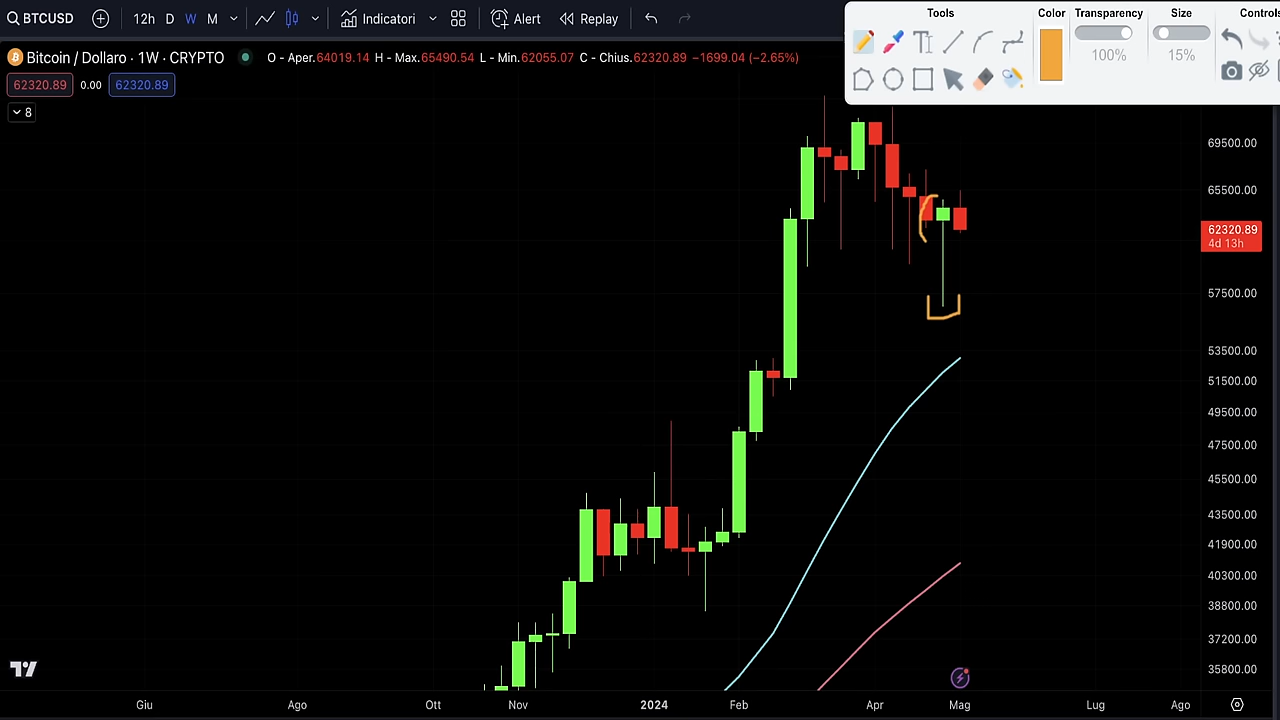 BTCUSD 12h D W M Indicatori Alert Replay
Tools Color Transparency Size Control
100% 15%
Bitcoin / Dollaro · 1W · CRYPTO O - Aper.64019.14 H - Max.65490.54 L - Min.62055.07 C - Chius.62320.89 −1699.04 (−2.65%)
62320.89 0.00 62320.89
8
69500.00
65500.00
62320.89
4d 13h
57500.00
53500.00
51500.00
49500.00
47500.00
45500.00
43500.00
41900.00
40300.00
38800.00
37200.00
35800.00
Giu Ago Ott Nov 2024 Feb Apr Mag Lug Ago